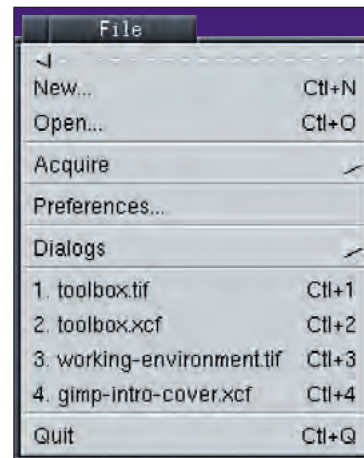 File
New... Ctl+N
Open... Ctl+O
Acquire
Preferences...
Dialogs
1. toolbox.tif Ctl+1
2. toolbox.xcf Ctl+2
3. working-environment.tif Ctl+3
4. gimp-intro-cover.xcf Ctl+4
Quit Ctl+Q